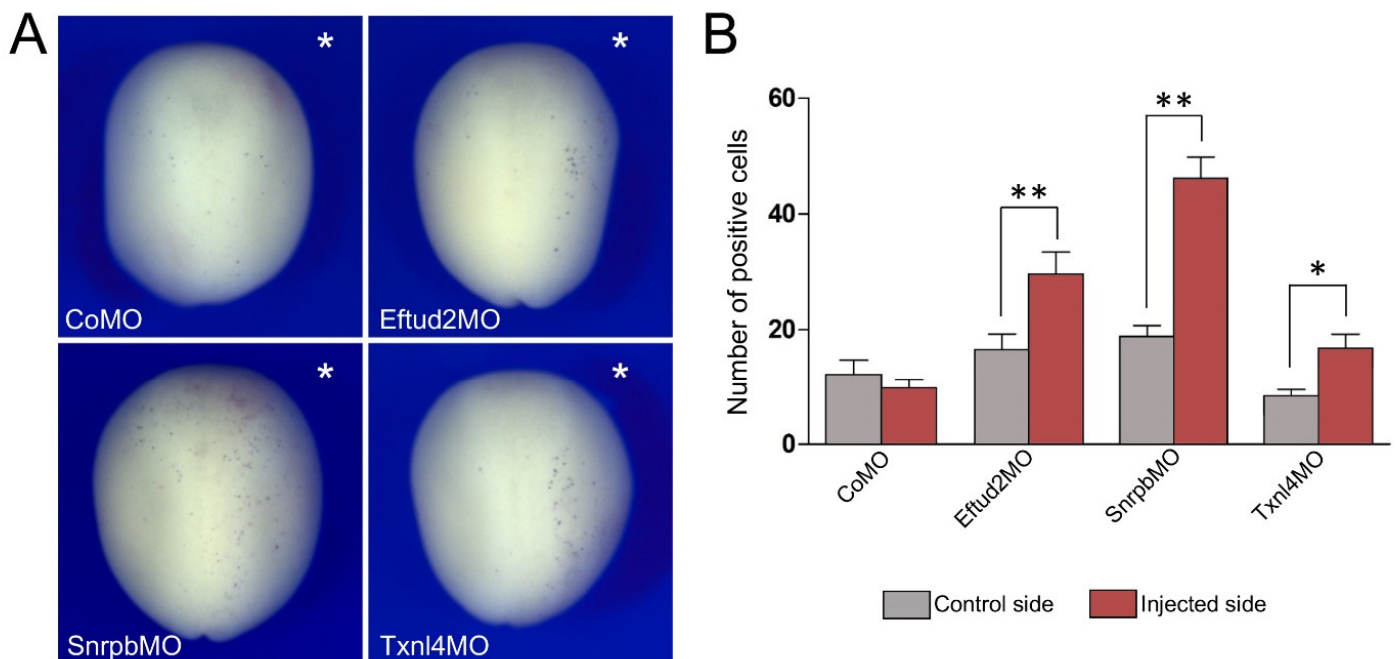 A
*
*
CoMO
Eftud2MO
*
*
SnrpbMO
Txnl4MO
B
Number of positive cells
60
40
20
0
**
**
*
CoMO
Eftud2MO
SnrpbMO
Txnl4MO
Control side
Injected side